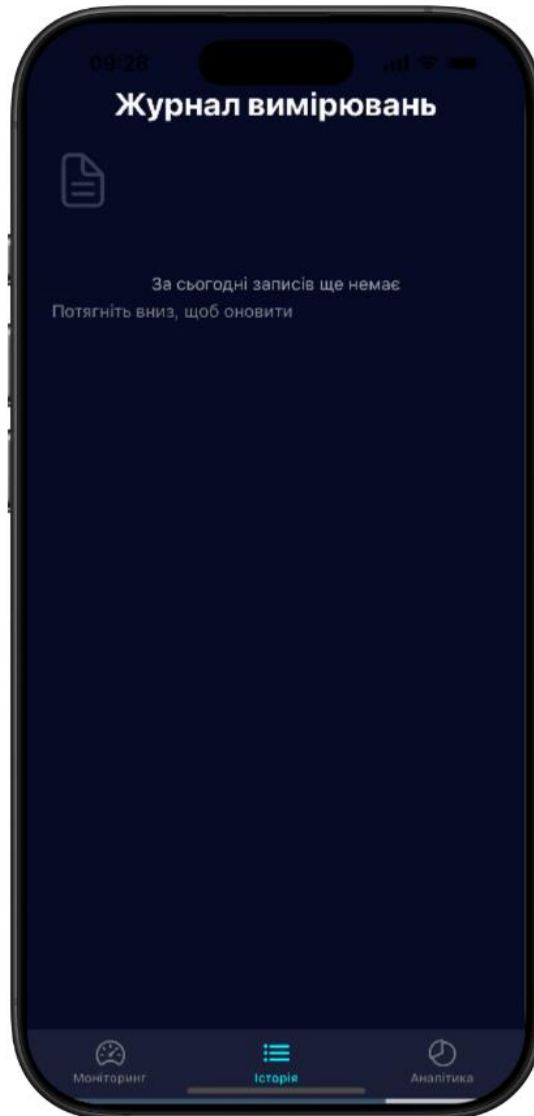 09:28
Журнал вимірювань
За сьогодні записів ще немає
Потягніть вниз, щоб оновити
Моніторинг
Історія
Аналітика